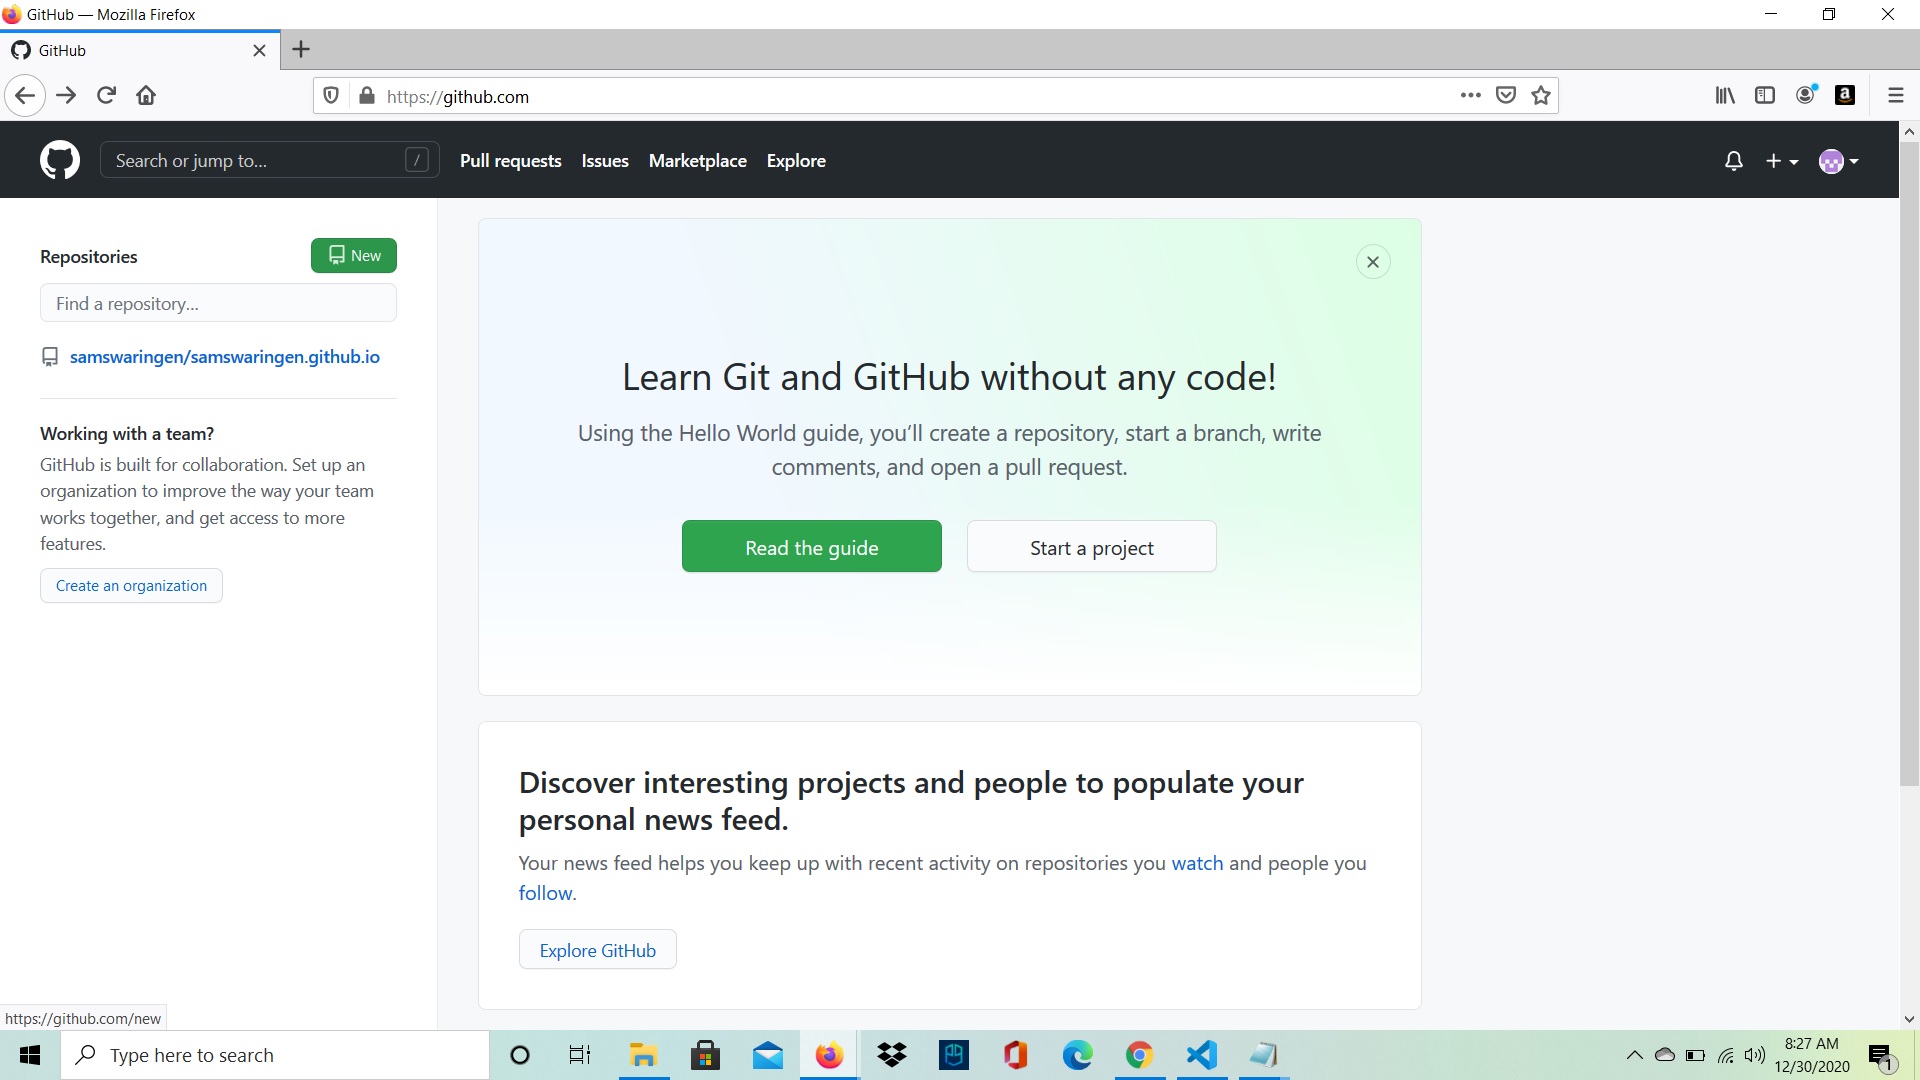 GitHub — Mozilla Firefox
GitHub
https://github.com
Search or jump to...
/
Pull requests
Issues
Marketplace
Explore
Repositories
New
Find a repository...
samswaringen/samswaringen.github.io
Working with a team?
GitHub is built for collaboration. Set up an
organization to improve the way your team
works together, and get access to more
features.
Create an organization
Learn Git and GitHub without any code!
Using the Hello World guide, you’ll create a repository, start a branch, write
comments, and open a pull request.
Read the guide
Start a project
Discover interesting projects and people to populate your
personal news feed.
Your news feed helps you keep up with recent activity on repositories you watch and people you
follow.
Explore GitHub
https://github.com/new
Type here to search
8:27 AM
12/30/2020
1